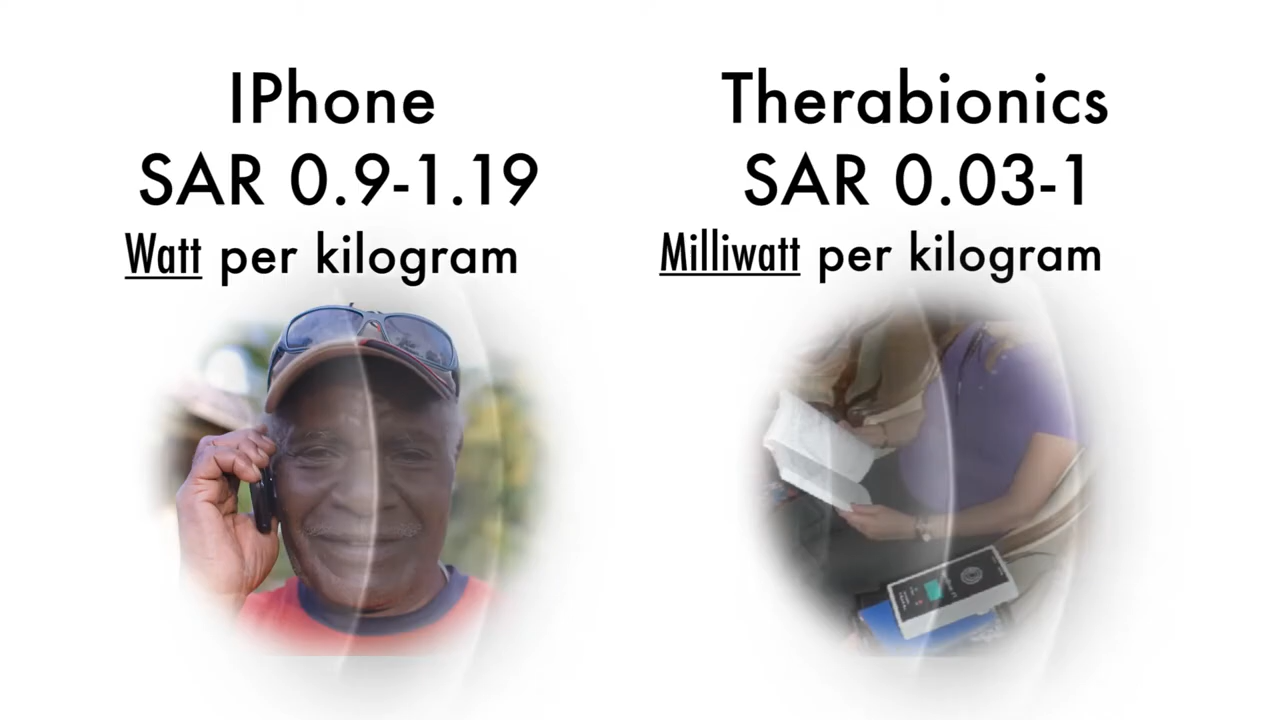 IPhone
SAR 0.9-1.19
Watt per kilogram
Therabionics
SAR 0.03-1
Milliwatt per kilogram